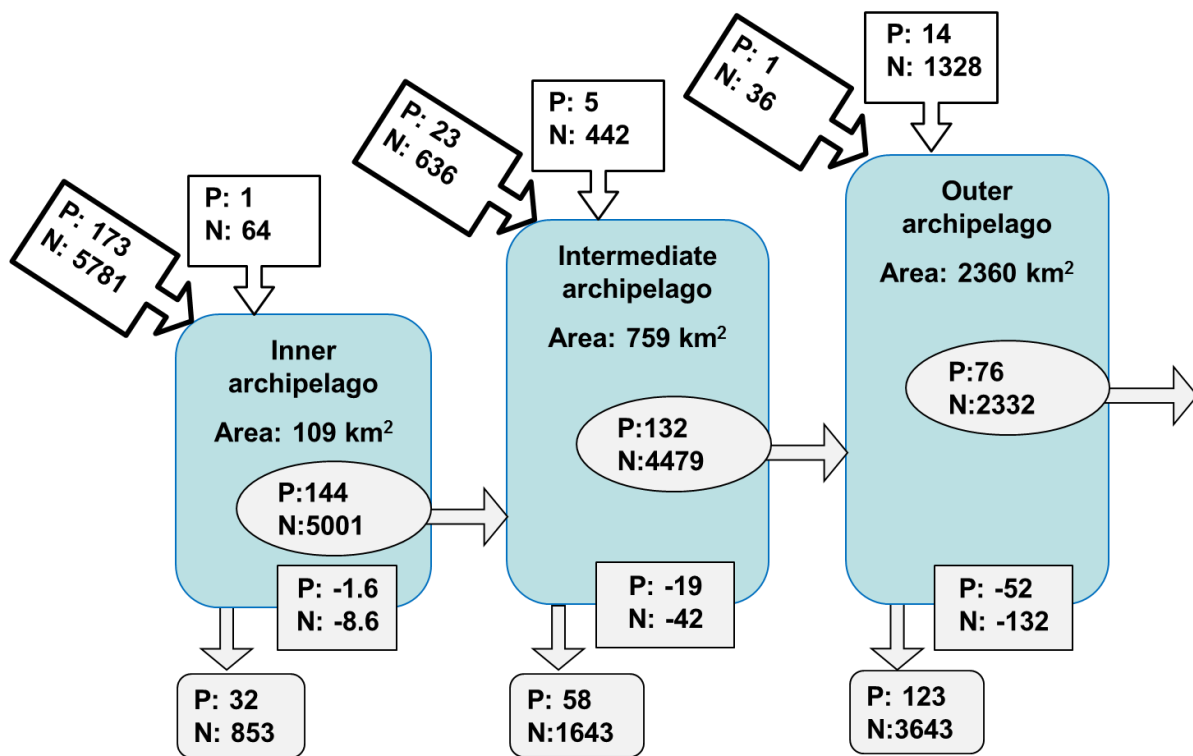 P: 173
N: 5781
P: 1
N: 64
Inner
archipelago
Area: 109 km²
P:144
N:5001
P: -1.6
N: -8.6
P: 32
N: 853
P: 23
N: 636
P: 5
N: 442
Intermediate
archipelago
Area: 759 km²
P:132
N:4479
P: -19
N: -42
P: 58
N:1643
P: 1
N: 36
P: 14
N: 1328
Outer
archipelago
Area: 2360 km²
P:76
N:2332
P: -52
N: -132
P: 123
N:3643